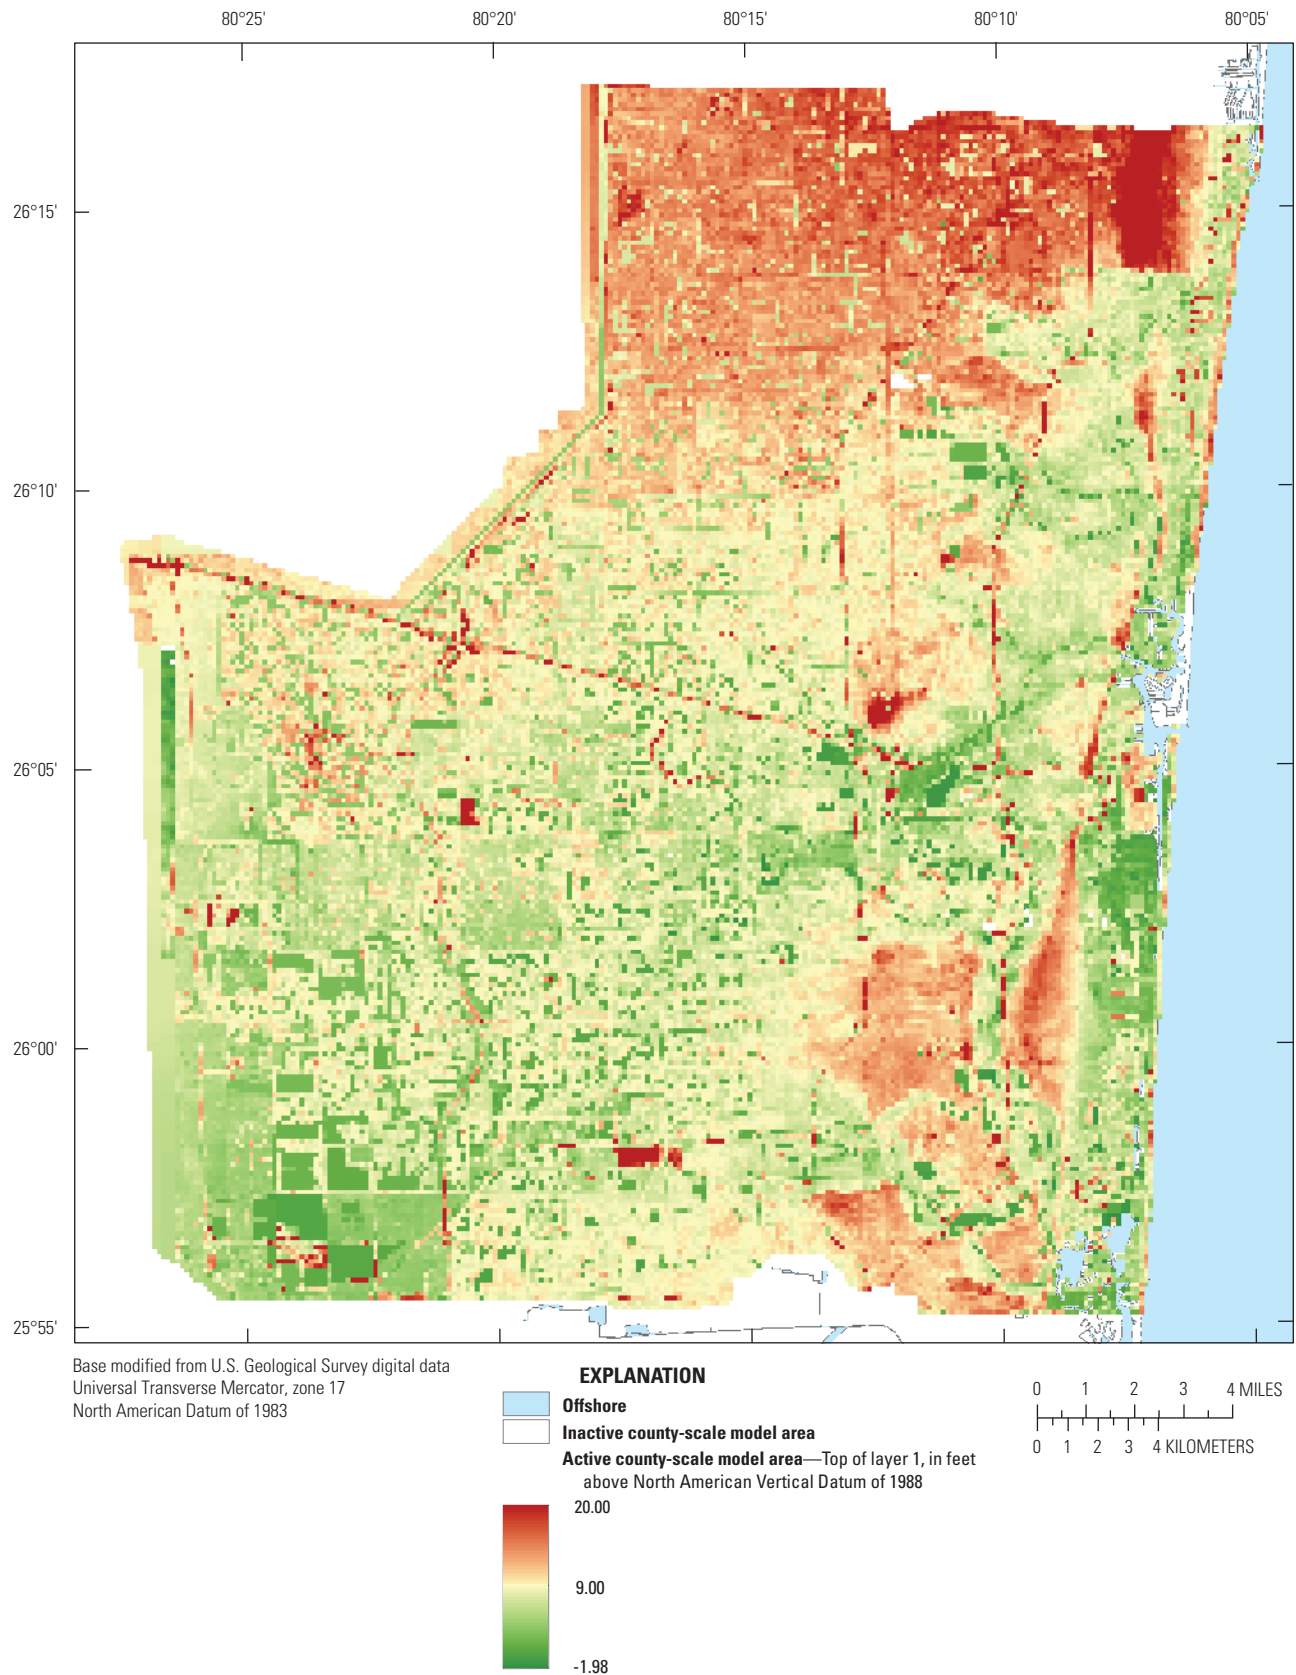 80°25' 80°20' 80°15' 80°10' 80°05'
26°15'
26°10'
26°05'
26°00'
25°55'
Base modified from U.S. Geological Survey digital data
Universal Transverse Mercator, zone 17
North American Datum of 1983
EXPLANATION
Offshore
Inactive county-scale model area
Active county-scale model area—Top of layer 1, in feet
above North American Vertical Datum of 1988
20.00
9.00
-1.98
0 1 2 3 4 MILES
0 1 2 3 4 KILOMETERS